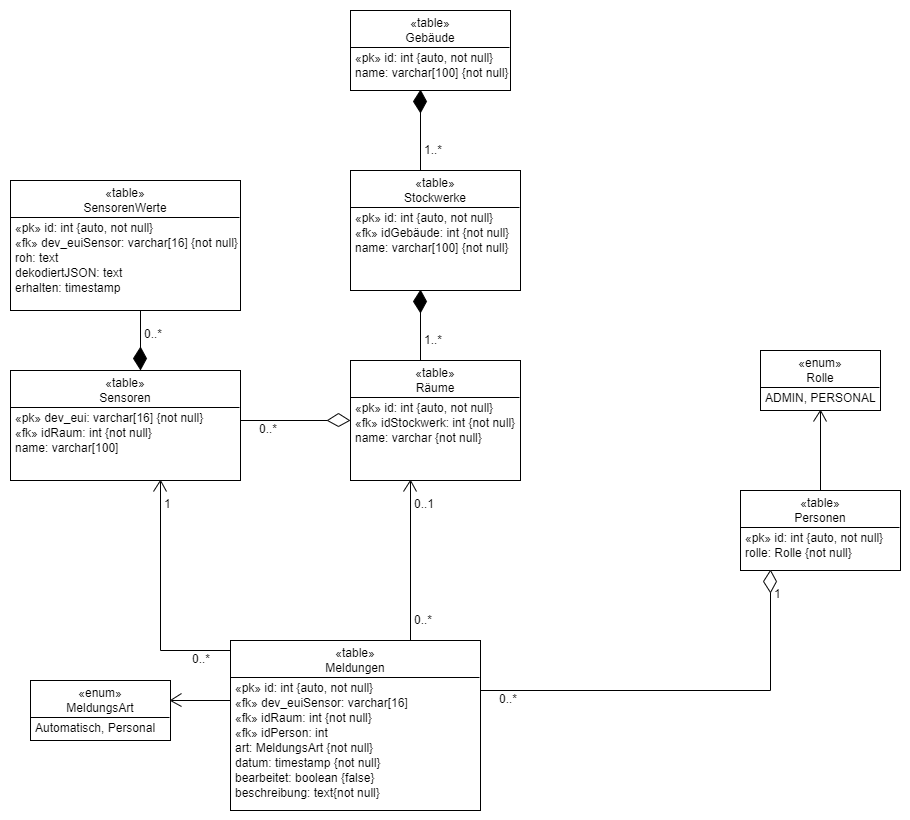 «table»
Gebäude
«pk» id: int {auto, not null}
name: varchar[100] {not null}
1..*
«table»
Stockwerke
«pk» id: int {auto, not null}
«fk» idGebäude: int {not null}
name: varchar[100] {not null}
«table»
SensorenWerte
«pk» id: int {auto, not null}
«fk» dev_euiSensor: varchar[16] {not null}
roh: text
dekodiertJSON: text
erhalten: timestamp
0..*
1..*
«table»
Sensoren
«pk» dev_eui: varchar[16] {not null}
«fk» idRaum: int {not null}
name: varchar[100]
0..*
«table»
Räume
«pk» id: int {auto, not null}
«fk» idStockwerk: int {not null}
name: varchar {not null}
«enum»
Rolle
ADMIN, PERSONAL
1
0..1
«table»
Personen
«pk» id: int {auto, not null}
rolle: Rolle {not null}
1
0..*
0..*
0..*
«table»
Meldungen
«pk» id: int {auto, not null}
«fk» dev_euiSensor: varchar[16]
«fk» idRaum: int {not null}
«fk» idPerson: int
art: MeldungsArt {not null}
datum: timestamp {not null}
bearbeitet: boolean {false}
beschreibung: text{not null}
«enum»
MeldungsArt
Automatisch, Personal